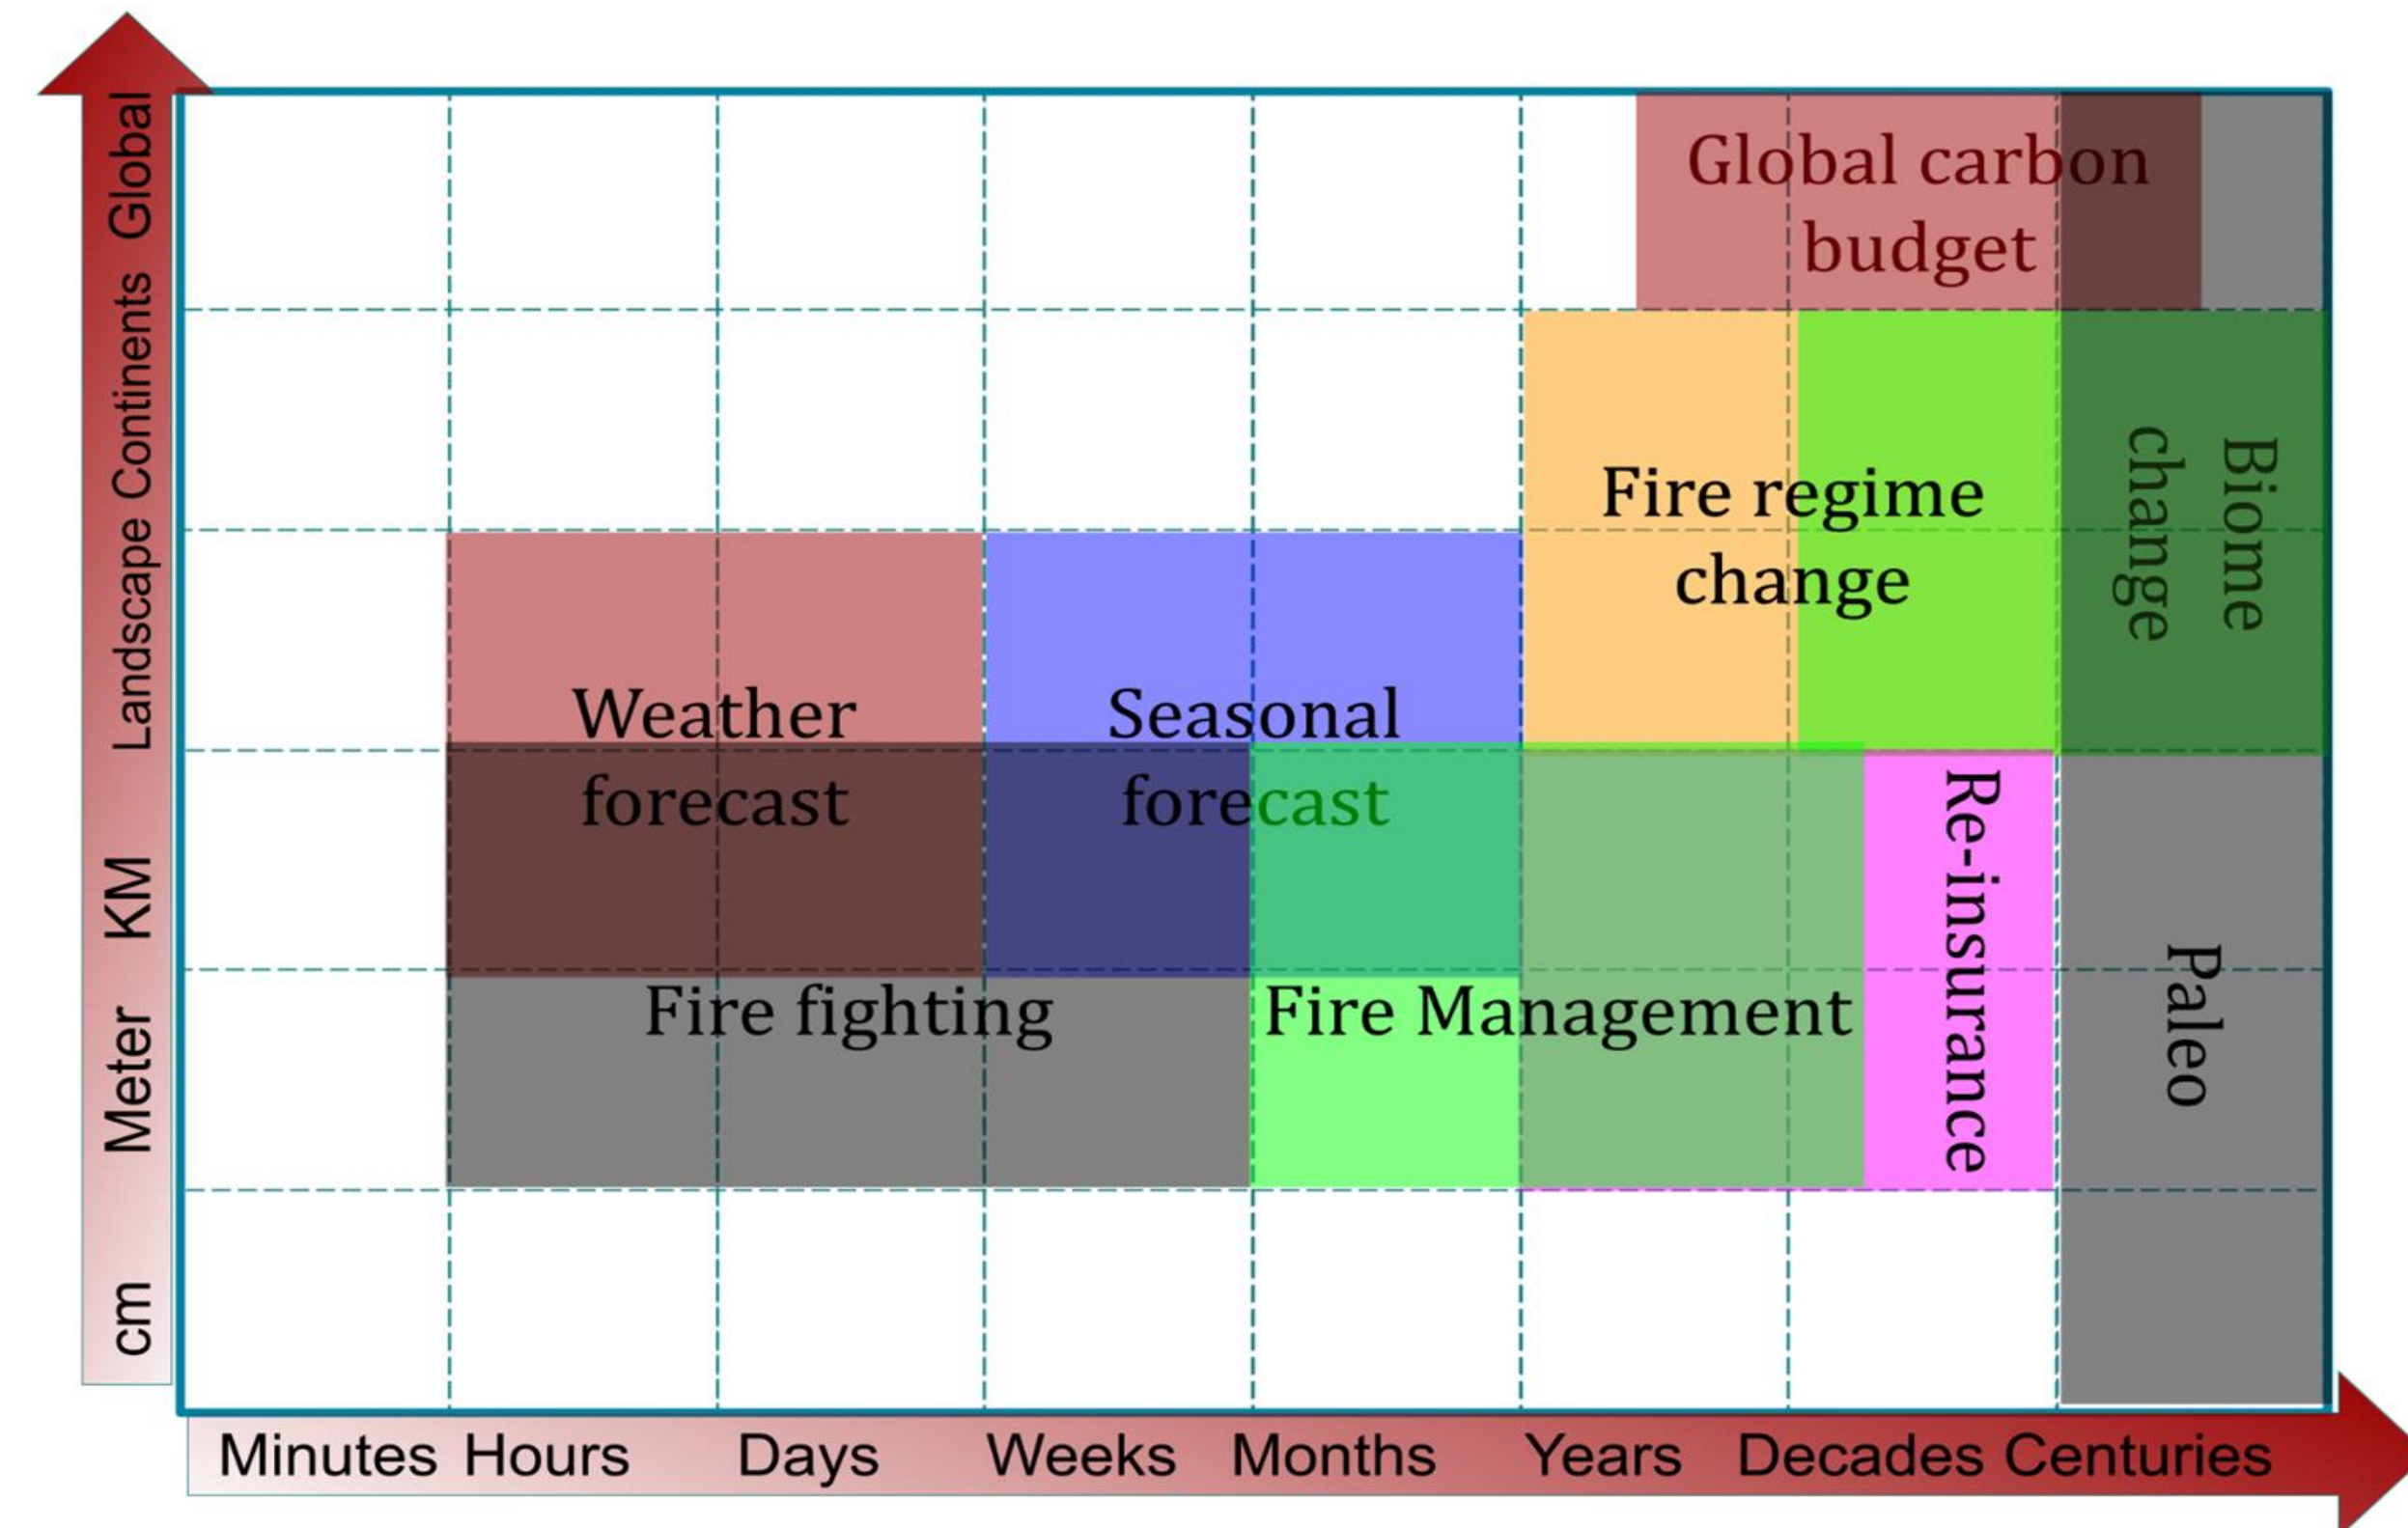 Global
Continents
Landscape
KM
Meter
cm
Global carbon
budget
Fire regime
change
Biome
change
Weather
forecast
Seasonal
forecast
Fire fighting
Fire Management
Re-insurance
Paleo
Minutes Hours Days Weeks Months Years Decades Centuries